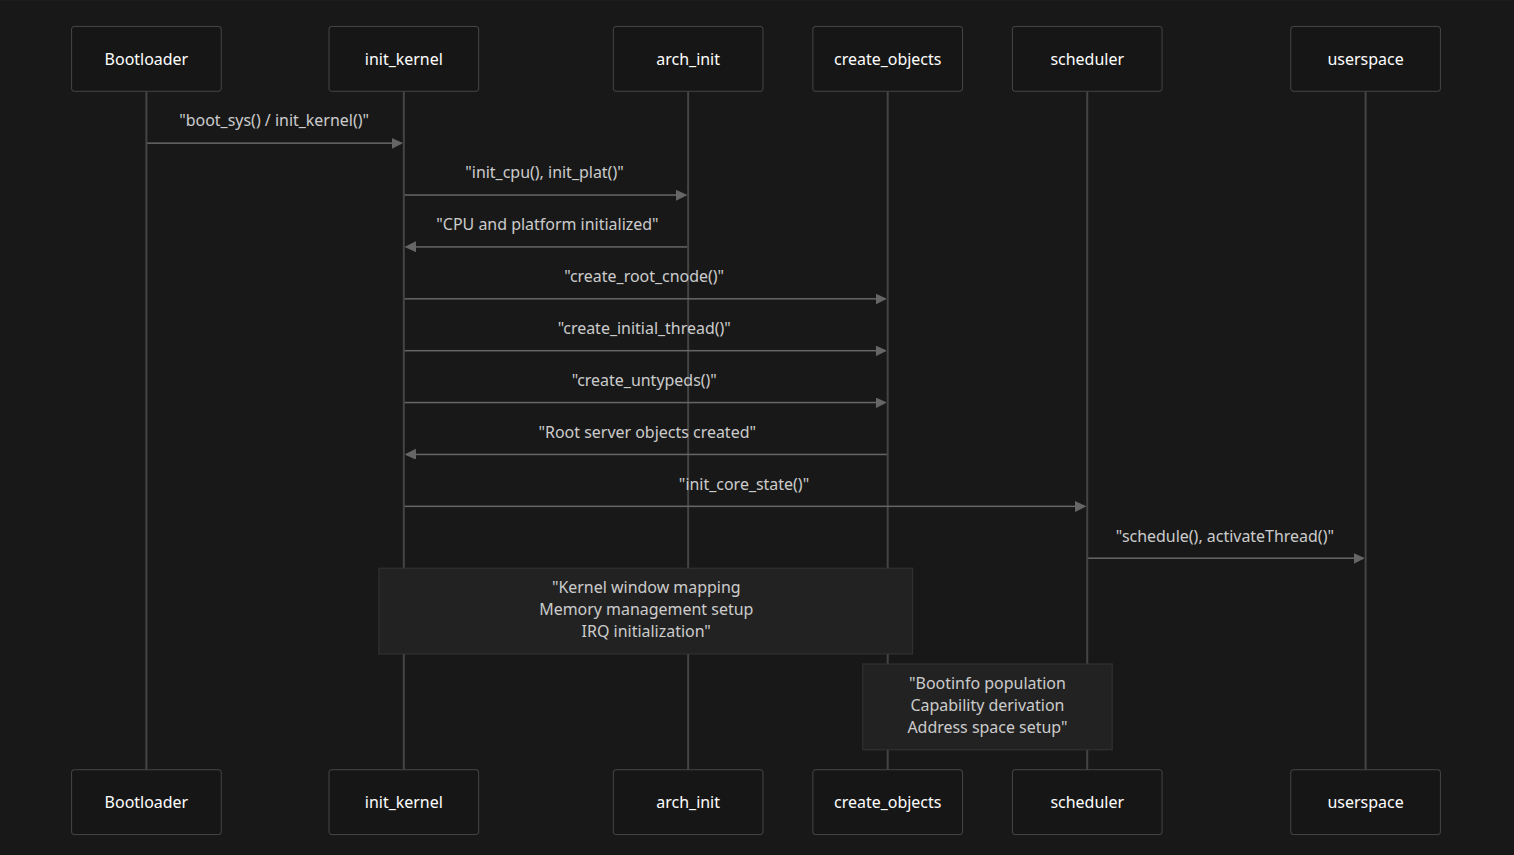 Bootloader
init_kernel
arch_init
create_objects
scheduler
userspace
"boot_sys() / init_kernel()"
"init_cpu(), init_plat()"
"CPU and platform initialized"
"create_root_cnode()"
"create_initial_thread()"
"create_untypeds()"
"Root server objects created"
"init_core_state()"
"schedule(), activateThread()"
"Kernel window mapping
Memory management setup
IRQ initialization"
"Bootinfo population
Capability derivation
Address space setup"
Bootloader
init_kernel
arch_init
create_objects
scheduler
userspace